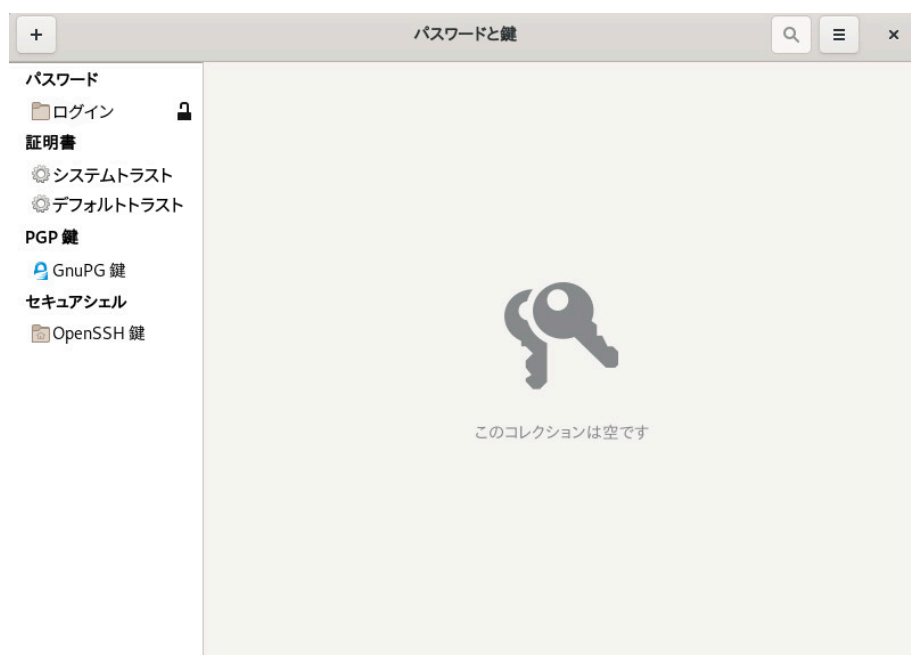 パスワードと鍵
パスワード
ログイン
証明書
システムトラスト
デフォルトトラスト
PGP 鍵
GnuPG 鍵
セキュアシェル
OpenSSH 鍵
このコレクションは空です